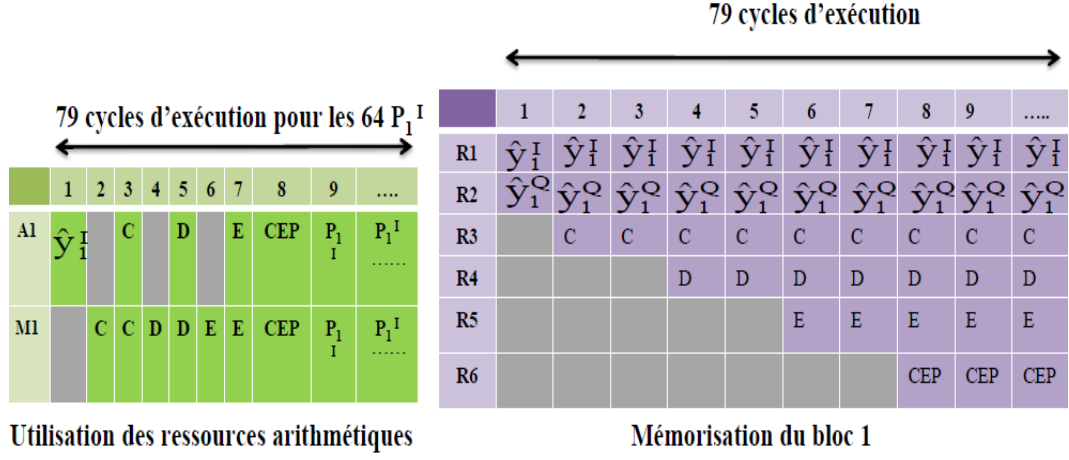 79 cycles d'exécution
79 cycles d'exécution pour les 64 P₁ᴵ
1 2 3 4 5 6 7 8 9 ....
A1 ŷ₁ᴵ C D E CEP P₁ᴵ P₁ᴵ ......
M1 C C D D E E CEP P₁ᴵ P₁ᴵ ......
Utilisation des ressources arithmétiques
1 2 3 4 5 6 7 8 9 .....
R1 ŷ₁ᴵ ŷ₁ᴵ ŷ₁ᴵ ŷ₁ᴵ ŷ₁ᴵ ŷ₁ᴵ ŷ₁ᴵ ŷ₁ᴵ ŷ₁ᴵ ŷ₁ᴵ
R2 ŷ₁Q ŷ₁Q ŷ₁Q ŷ₁Q ŷ₁Q ŷ₁Q ŷ₁Q ŷ₁Q ŷ₁Q ŷ₁Q
R3 C C C C C C C C C
R4 D D D D D D D
R5 E E E E E
R6 CEP CEP CEP
Mémorisation du bloc 1